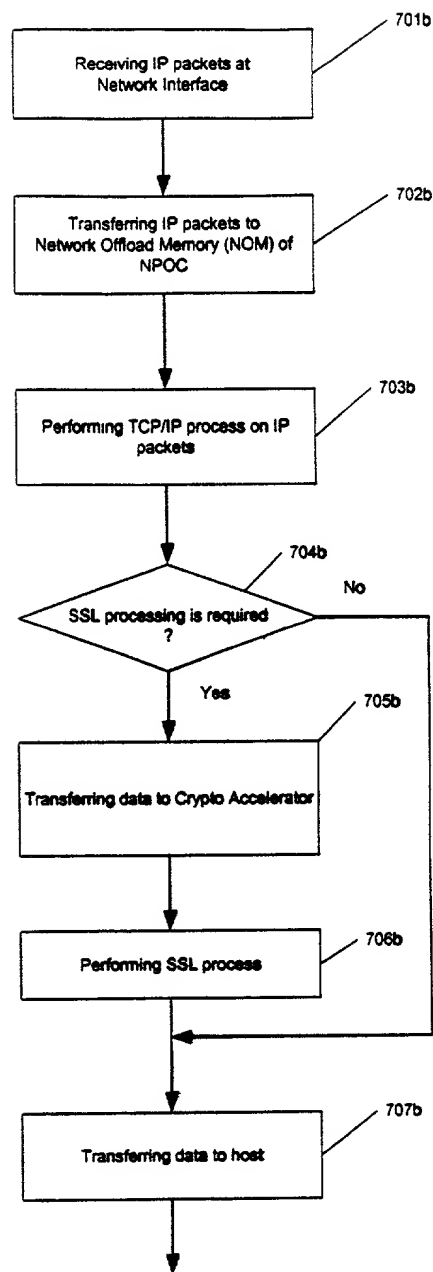 701b
Receiving IP packets at
Network Interface
702b
Transferring IP packets to
Network Offload Memory (NOM) of
NPOC
703b
Performing TCP/IP process on IP
packets
704b
No
SSL processing is required
?
Yes
705b
Transferring data to Crypto Accelerator
706b
Performing SSL process
707b
Transferring data to host